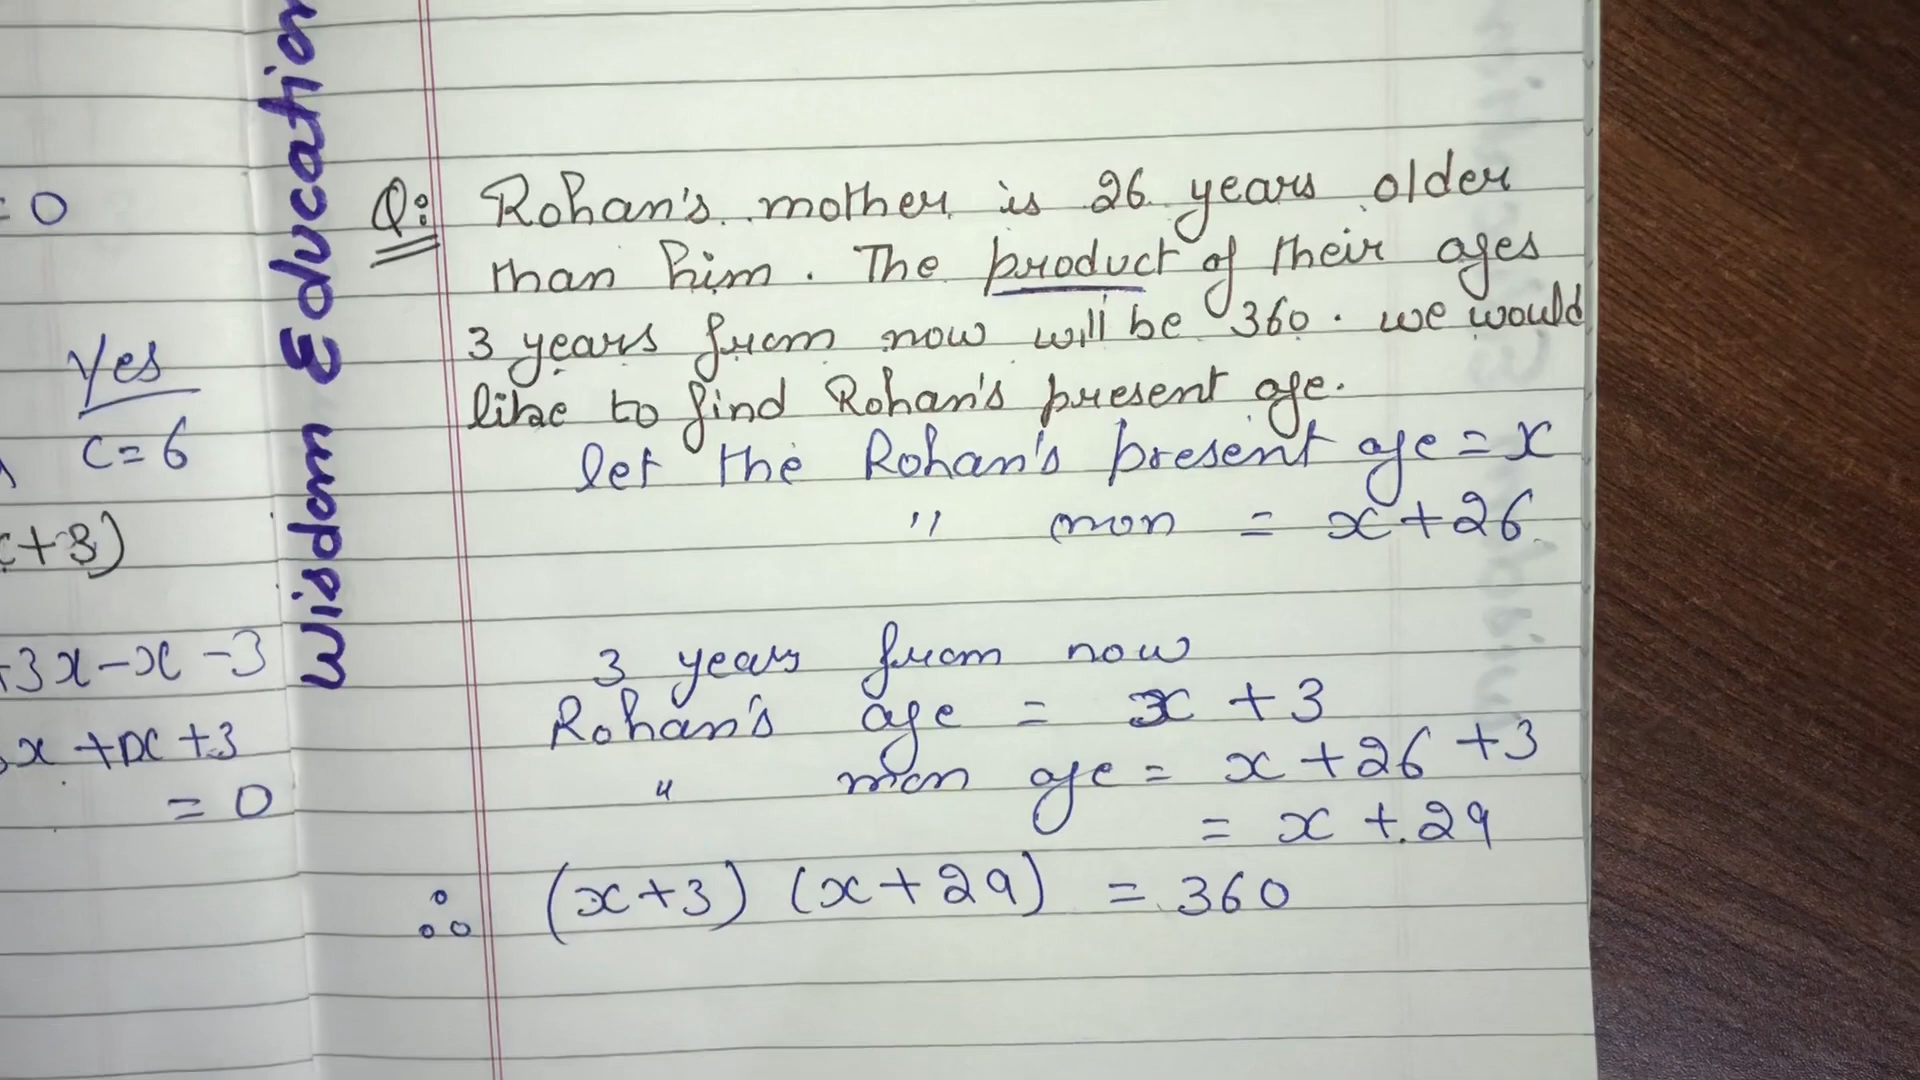 = 0
Yes
c = 6
+3)
+3x-x-3
x + x + 3
= 0
Wisdom Education
Q: Rohan's mother is 26 years older
than him. The product of their ages
3 years from now will be 360. we would
like to find Rohan's present age.
let the Rohan's present age = x
" mom = x+26
3 years from now
Rohan's age = x + 3
" mom age = x + 26 + 3
= x + 29
∴ (x+3) (x+29) = 360